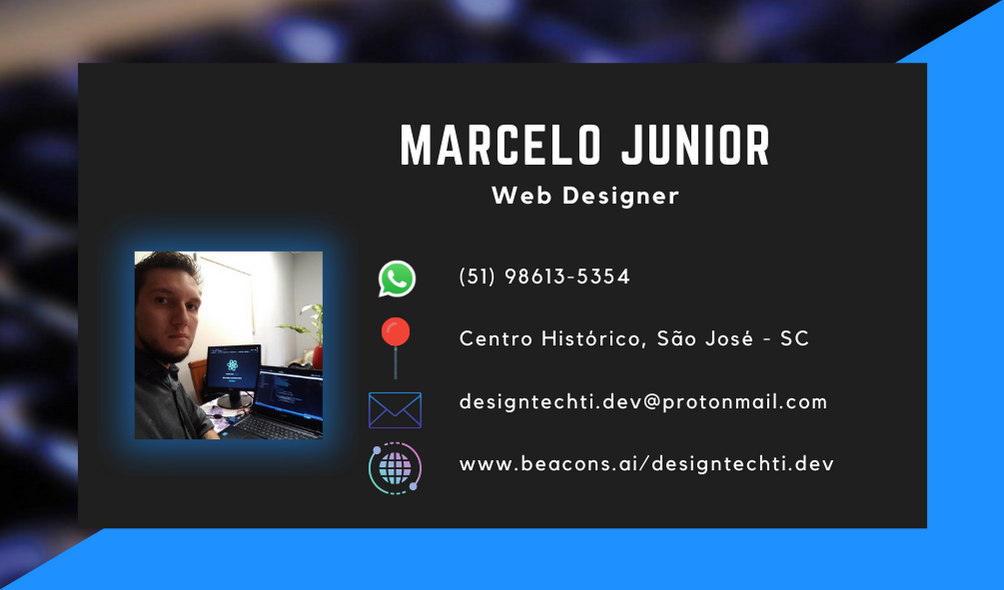 MARCELO JUNIOR
Web Designer
(51) 98613-5354
Centro Histórico, São José - SC
designtechti.dev@protonmail.com
www.beacons.ai/designtechti.dev